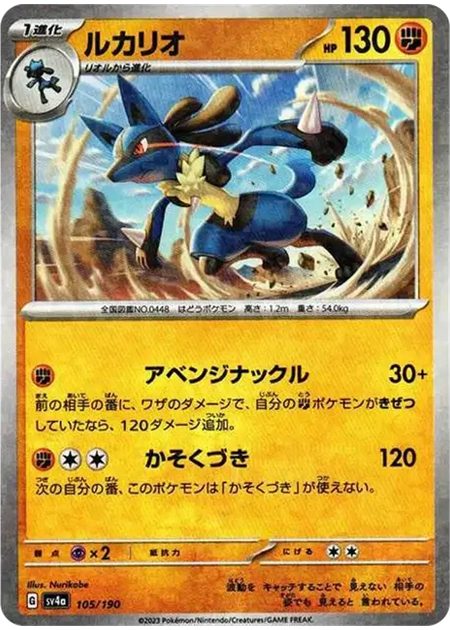 1進化
ルカリオ
HP 130
リオルから進化
全国図鑑NO.0448 はどうポケモン 高さ:1.2m 重さ:54.0kg
アベンジナックル 30+
前の相手の番に、ワザのダメージで、自分のポケモンがきぜつ
していたなら、120ダメージ追加。
かそくづき 120
次の自分の番、このポケモンは「かそくづき」が使えない。
弱点 ×2 抵抗力 にげる
Illus. Nurikobe
G sv4a 105/190
波動を キャッチすることで 見えない 相手の
姿でも 見えると 言われている。
©2023 Pokémon/Nintendo/Creatures/GAME FREAK.